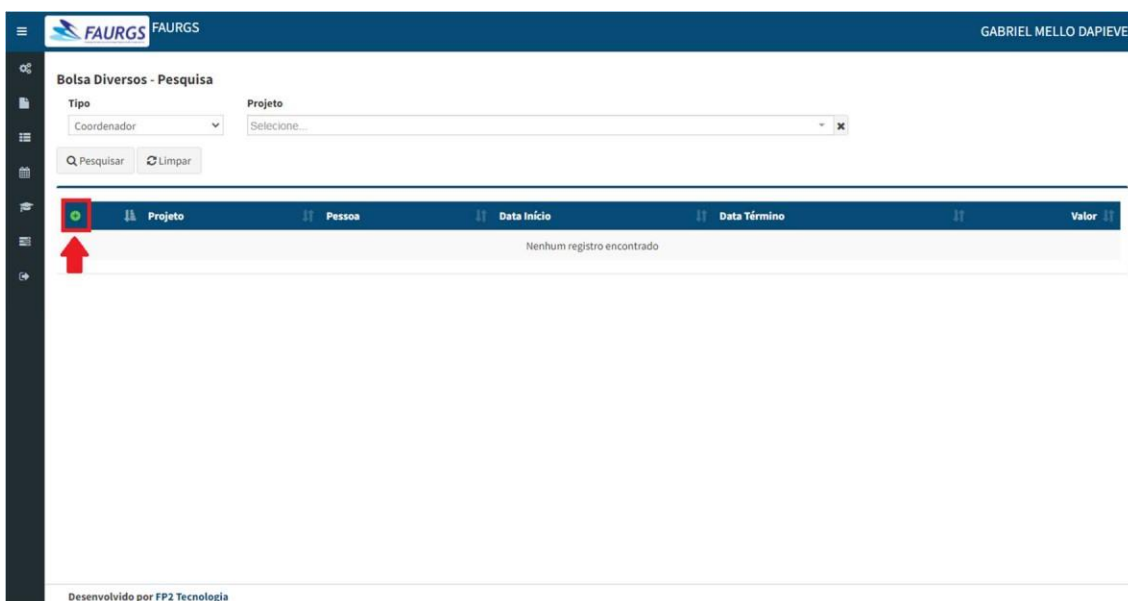 FAURGS FAURGS GABRIEL MELLO DAPIEVE
Bolsa Diversos - Pesquisa
Tipo Projeto
Coordenador Selecione...
Pesquisar Limpar
Projeto Pessoa Data Início Data Término Valor
Nenhum registro encontrado
Desenvolvido por FP2 Tecnologia